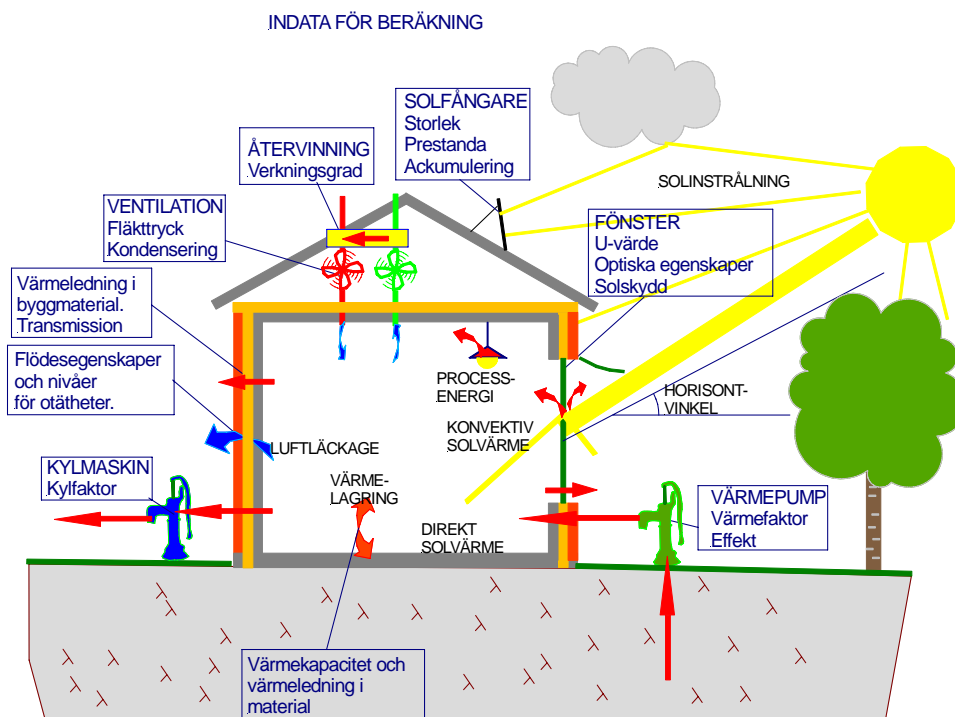 INDATA FÖR BERÄKNING
SOLFÅNGARE
Storlek
Prestanda
Ackumulering
ÅTERVINNING
Verkningsgrad
SOLINSTRÅLNING
VENTILATION
Fläkttryck
Kondensering
FÖNSTER
U-värde
Optiska egenskaper
Solskydd
Värmeledning i
byggmaterial.
Transmission
Flödesegenskaper
och nivåer
för otätheter.
PROCESS-
ENERGI
HORISONT-
VINKEL
KONVEKTIV
SOLVÄRME
LUFTLÄCKAGE
KYLMASKIN
Kylfaktor
VÄRME-
LAGRING
VÄRMEPUMP
Värmefaktor
Effekt
DIREKT
SOLVÄRME
Värmekapacitet och
värmeledning i
material